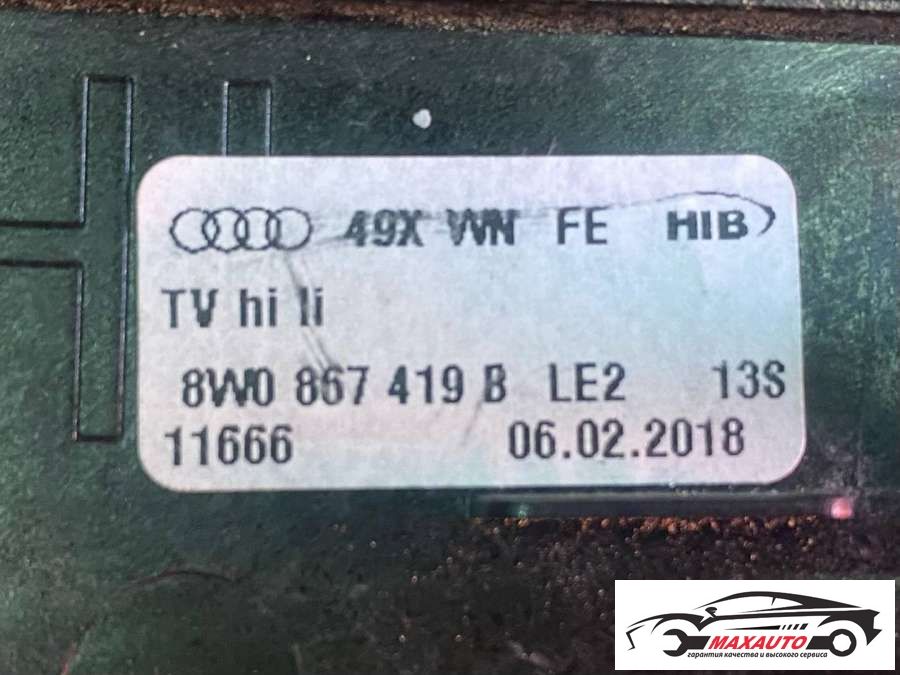 49X VVN FE HIB
TV hi li
8W0 867 419 B LE2 13S
11666 06.02.2018
MAXAUTO
гарантия качества и высокого сервиса